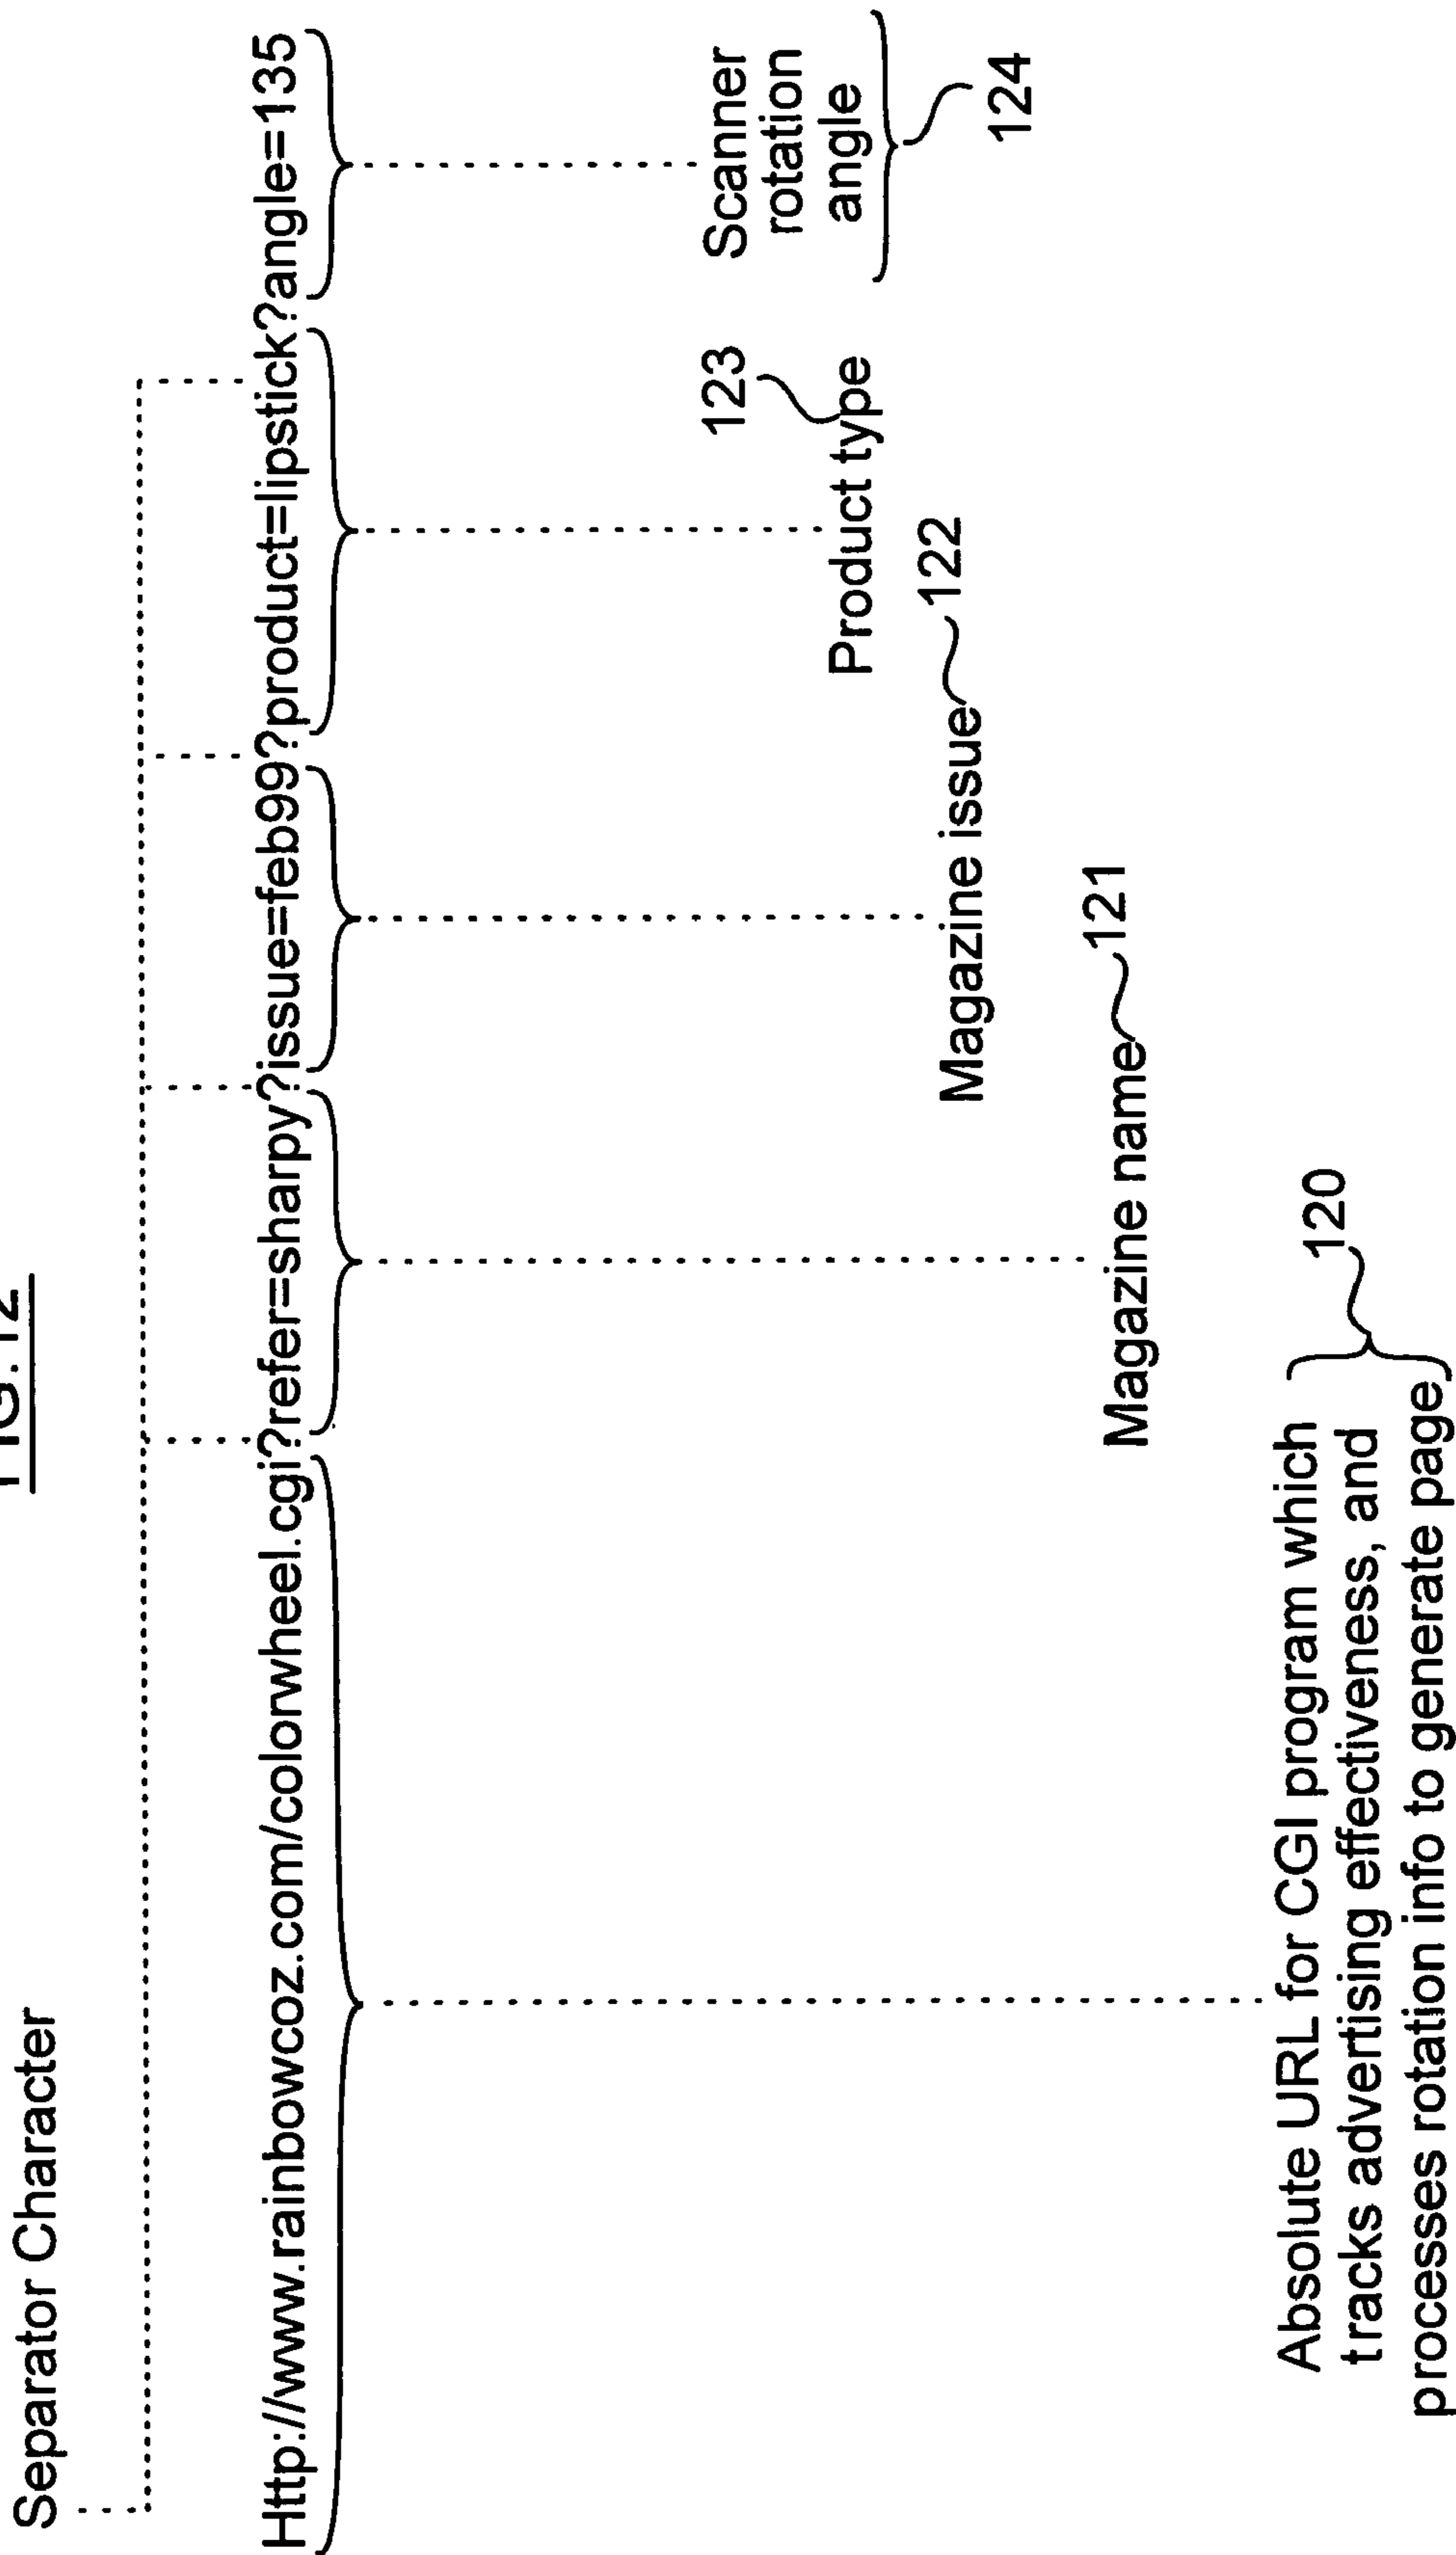 FIG.12
Separator Character
Http://www.rainbowcoz.com/colorwheel.cgi?refer=sharpy?issue=feb99?product=lipstick?angle=135
Scanner
rotation
angle
124
123
Product type
122
Magazine issue
121
Magazine name
120
Absolute URL for CGI program which
tracks advertising effectiveness, and
processes rotation info to generate page